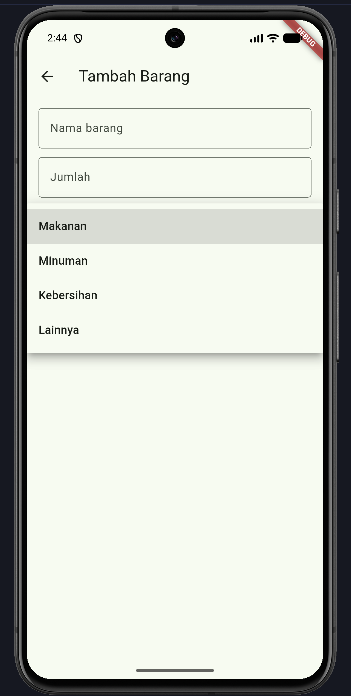 2:44
DEBUG
Tambah Barang
Nama barang
Jumlah
Makanan
Minuman
Kebersihan
Lainnya